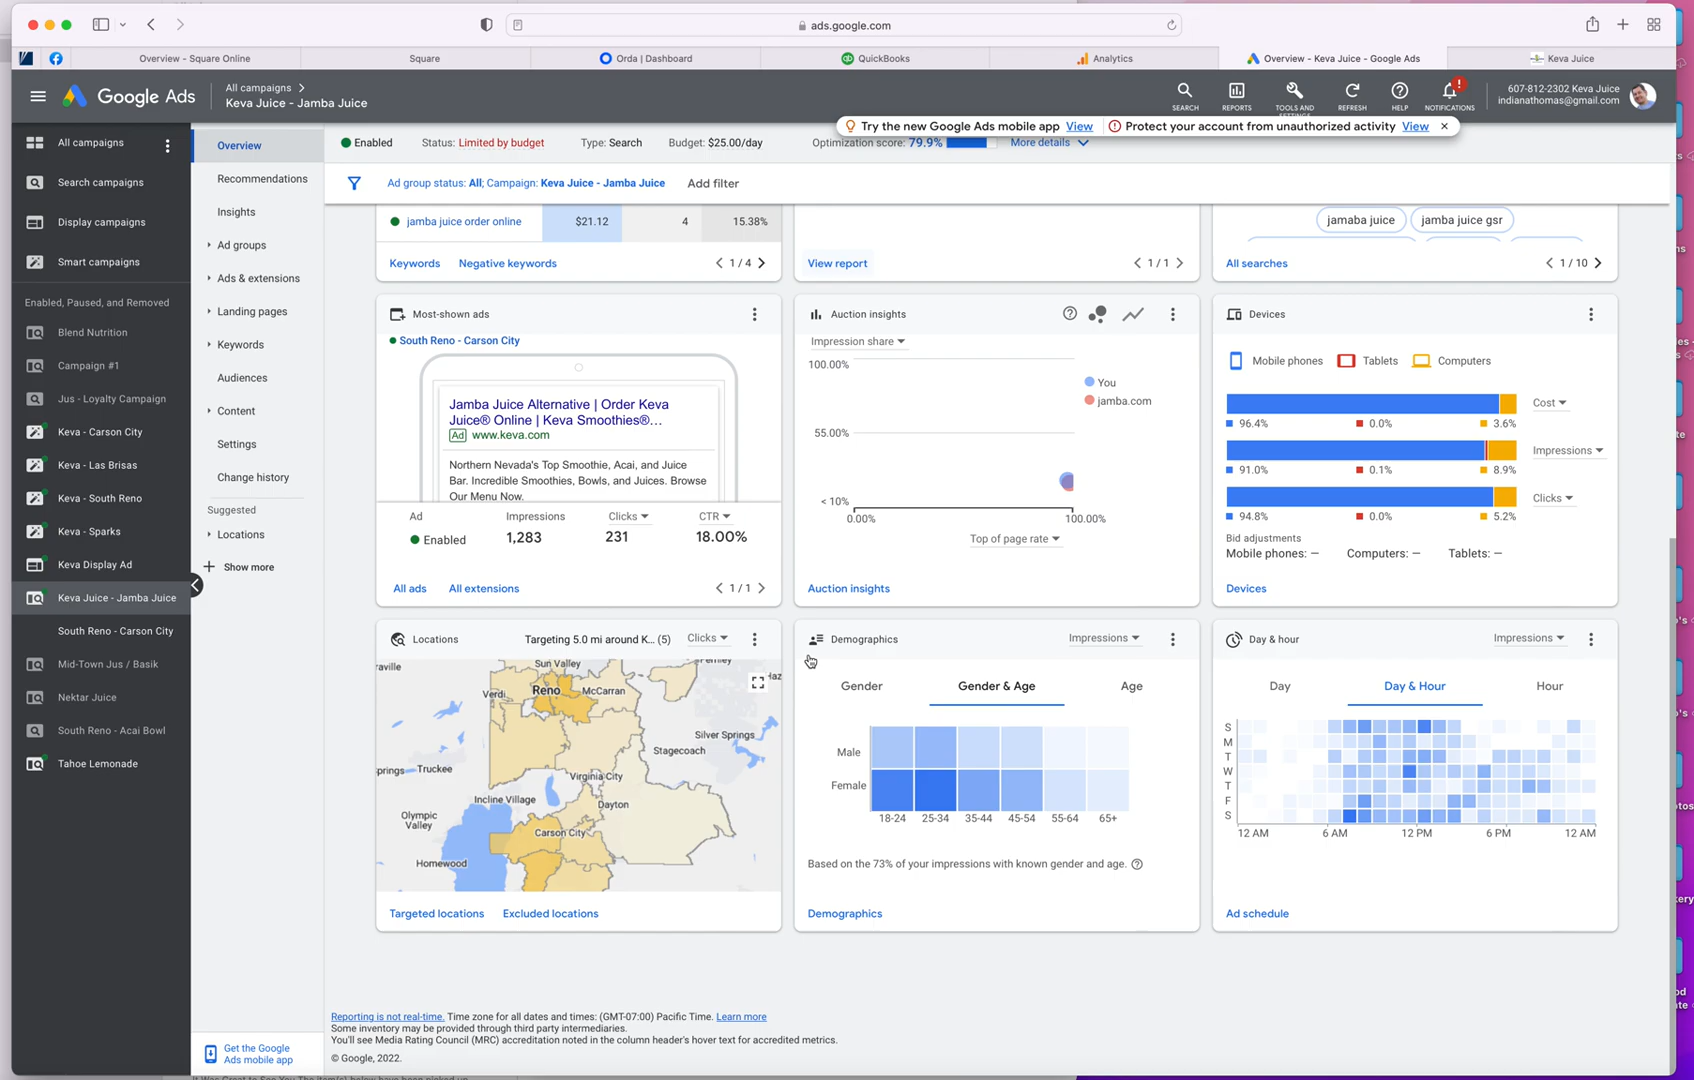 ads.google.com
Overview - Square Online
Square
Orda | Dashboard
QuickBooks
Analytics
Overview - Keva Juice - Google Ads
Keva Juice
Google Ads
All campaigns
Keva Juice - Jamba Juice
SEARCH
REPORTS
TOOLS AND
REFRESH
HELP
NOTIFICATIONS
607-812-2302 Keva Juice
indianathomas@gmail.com
Try the new Google Ads mobile app View
Protect your account from unauthorized activity View
All campaigns
Search campaigns
Display campaigns
Smart campaigns
Enabled, Paused, and Removed
Blend Nutrition
Campaign #1
Jus - Loyalty Campaign
Keva - Carson City
Keva - Las Brisas
Keva - South Reno
Keva - Sparks
Keva Display Ad
Keva Juice - Jamba Juice
South Reno - Carson City
Mid-Town Jus / Basik
Nektar Juice
South Reno - Acai Bowl
Tahoe Lemonade
Overview
Recommendations
Insights
Ad groups
Ads & extensions
Landing pages
Keywords
Audiences
Content
Settings
Change history
Suggested
Locations
Show more
Get the Google
Ads mobile app
Enabled
Status: Limited by budget
Type: Search
Budget: $25.00/day
Optimization score: 79.9%
More details
Ad group status: All; Campaign: Keva Juice - Jamba Juice
Add filter
jamba juice order online
$21.12
4
15.38%
Keywords
Negative keywords
1 / 4
View report
1 / 1
jamaba juice
jamba juice gsr
All searches
1 / 10
Most-shown ads
South Reno - Carson City
Jamba Juice Alternative | Order Keva
Juice® Online | Keva Smoothies®...
Ad www.keva.com
Northern Nevada's Top Smoothie, Acai, and Juice
Bar. Incredible Smoothies, Bowls, and Juices. Browse
Our Menu Now.
Ad
Impressions
Clicks
CTR
Enabled
1,283
231
18.00%
All ads
All extensions
1 / 1
Auction insights
Impression share
100.00%
55.00%
< 10%
0.00%
100.00%
You
jamba.com
Top of page rate
Auction insights
Devices
Mobile phones
Tablets
Computers
Cost
96.4%
0.0%
3.6%
Impressions
91.0%
0.1%
8.9%
Clicks
94.8%
0.0%
5.2%
Bid adjustments
Mobile phones: –
Computers: –
Tablets: –
Devices
Locations
Targeting 5.0 mi around K... (5)
Clicks
Sun Valley
Verdi
Reno
McCarran
Silver Springs
Stagecoach
Truckee
Virginia City
Incline Village
Dayton
Olympic
Valley
Carson City
Homewood
Targeted locations
Excluded locations
Demographics
Impressions
Gender
Gender & Age
Age
Male
Female
18-24
25-34
35-44
45-54
55-64
65+
Based on the 73% of your impressions with known gender and age.
Demographics
Day & hour
Impressions
Day
Day & Hour
Hour
S
M
T
W
T
F
S
12 AM
6 AM
12 PM
6 PM
12 AM
Ad schedule
Reporting is not real-time. Time zone for all dates and times: (GMT-07:00) Pacific Time. Learn more
Some inventory may be provided through third party intermediaries.
You'll see Media Rating Council (MRC) accreditation noted in the column header's hover text for accredited metrics.
© Google, 2022.